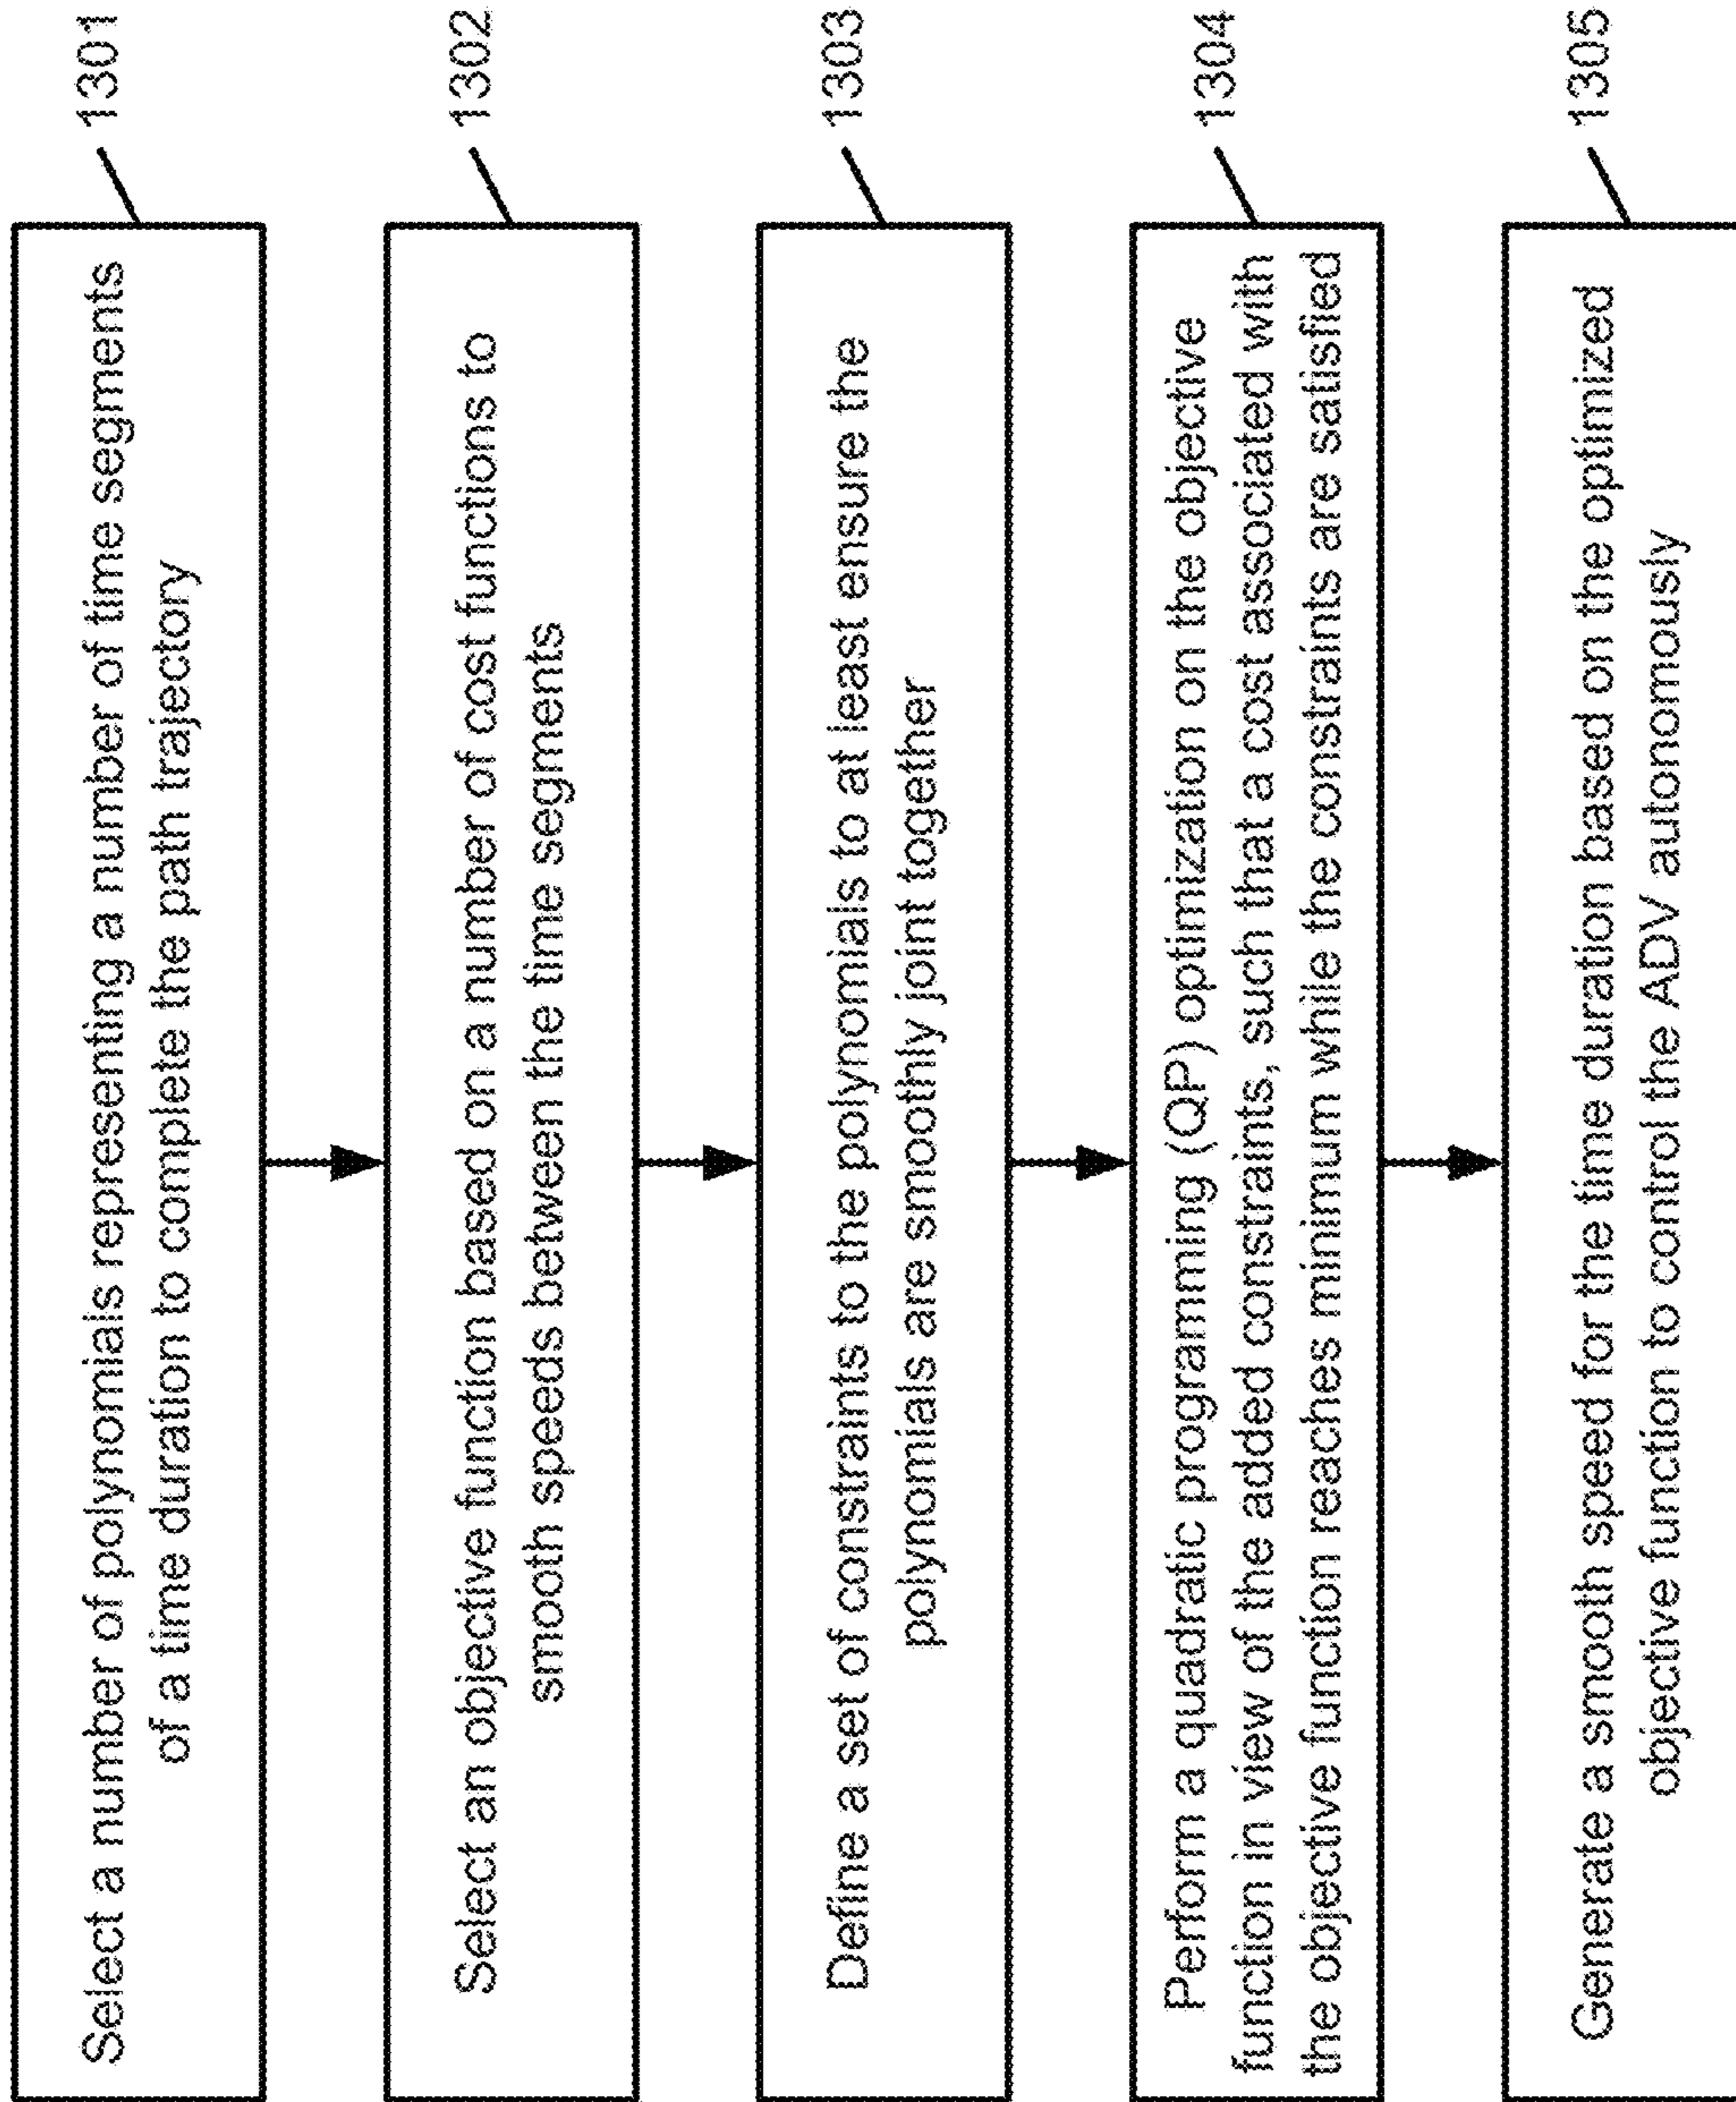 Select a number of polynomials representing a number of time segments
of a time duration to complete the path trajectory
1301
Select an objective function based on a number of cost functions to
smooth speeds between the time segments
1302
Define a set of constraints to the polynomials to at least ensure the
polynomials are smoothly joint together
1303
Perform a quadratic programming (QP) optimization on the objective
function in view of the added constraints, such that a cost associated with
the objective function reaches minimum while the constraints are satisfied
1304
Generate a smooth speed for the time duration based on the optimized
objective function to control the ADV autonomously
1305